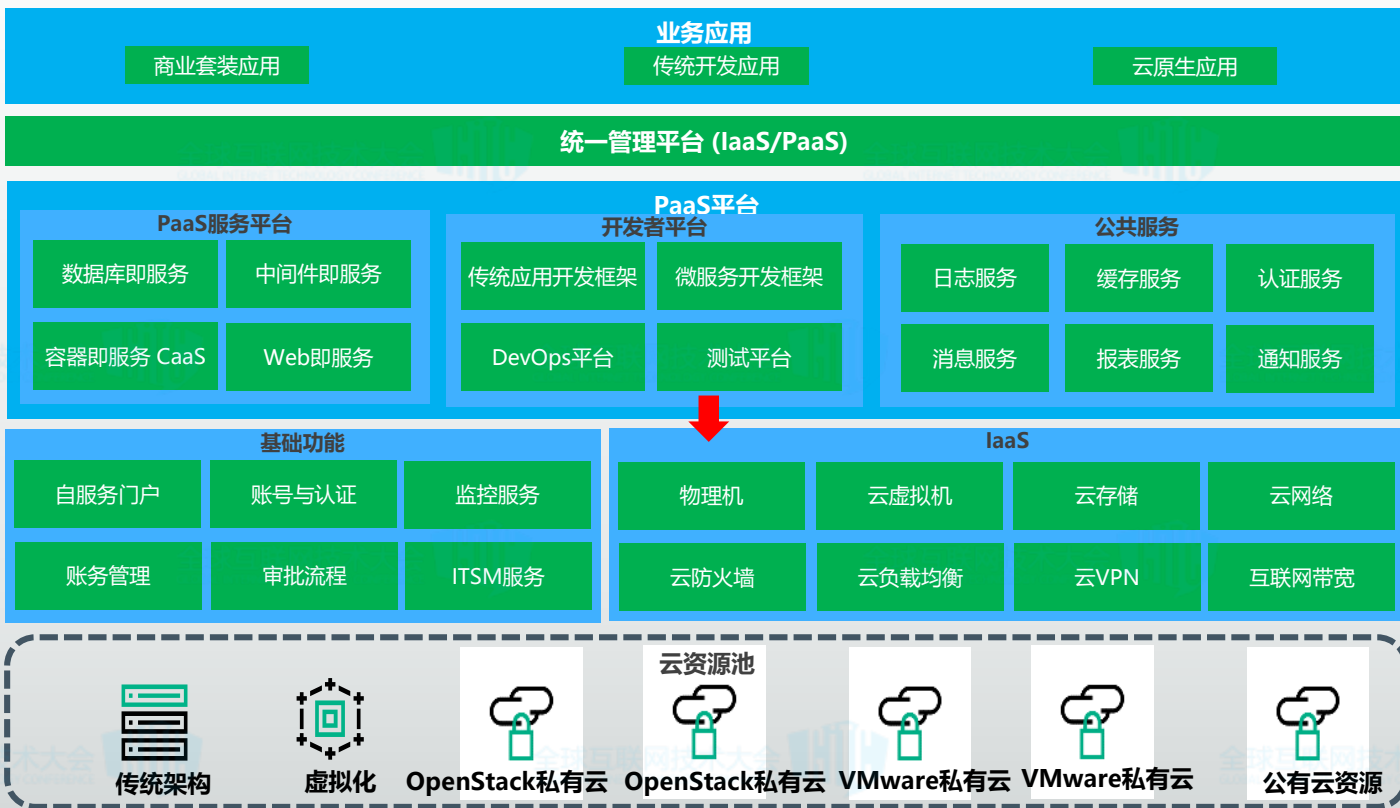 业务应用
商业套装应用
传统开发应用
云原生应用
统一管理平台 (IaaS/PaaS)
PaaS平台
PaaS服务平台
数据库即服务
中间件即服务
容器即服务 CaaS
Web即服务
开发者平台
传统应用开发框架
微服务开发框架
DevOps平台
测试平台
公共服务
日志服务
缓存服务
认证服务
消息服务
报表服务
通知服务
基础功能
自服务门户
账号与认证
监控服务
账务管理
审批流程
ITSM服务
IaaS
物理机
云虚拟机
云存储
云网络
云防火墙
云负载均衡
云VPN
互联网带宽
云资源池
传统架构
虚拟化
OpenStack私有云
OpenStack私有云
VMware私有云
VMware私有云
公有云资源
全球互联网技术大会
GLOBAL INTERNET TECHNOLOGY CONFERENCE